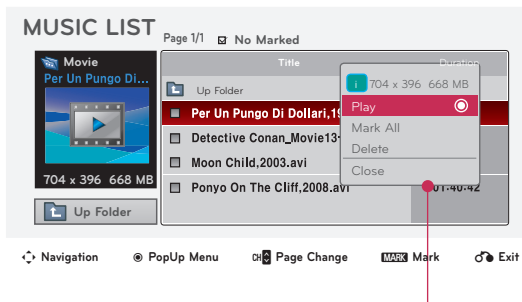 MUSIC LIST
Page 1/1 No Marked
Movie
Per Un Pungo Di...
704 x 396 668 MB
Up Folder
Title Duration
Up Folder
Per Un Pungo Di Dollari,19
Detective Conan_Movie13-
Moon Child,2003.avi
Ponyo On The Cliff,2008.avi 01:40:42
i 704 x 396 668 MB
Play
Mark All
Delete
Close
Navigation PopUp Menu CH Page Change MARK Mark Exit